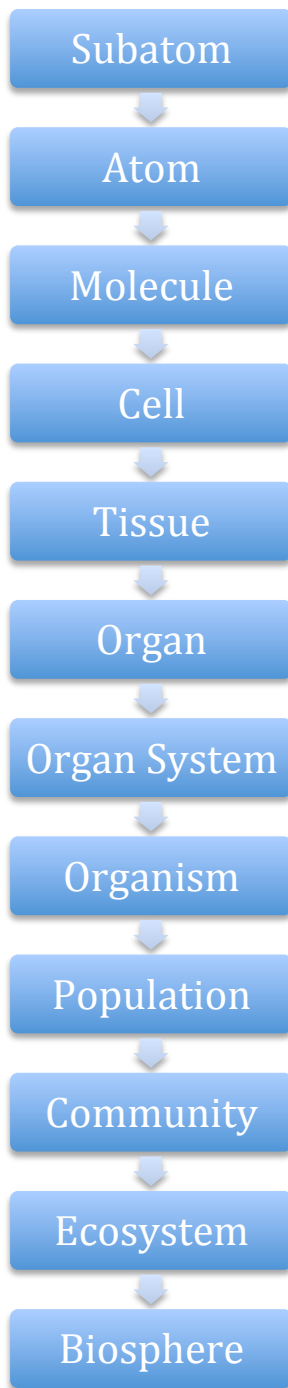 Subatom
Atom
Molecule
Cell
Tissue
Organ
Organ System
Organism
Population
Community
Ecosystem
Biosphere